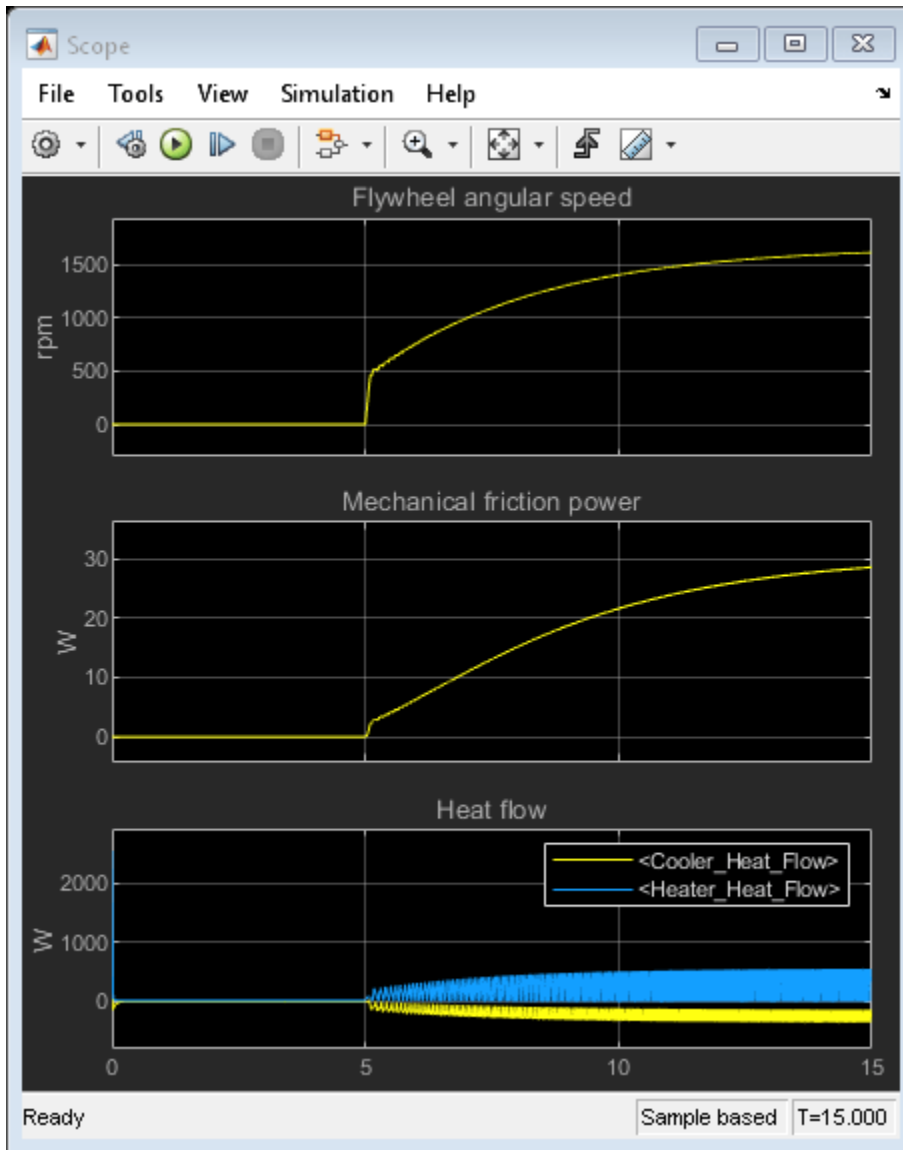 Scope
File Tools View Simulation Help
Flywheel angular speed
1500
1000
500
0
rpm
Mechanical friction power
30
20
10
0
W
Heat flow
<Cooler_Heat_Flow>
<Heater_Heat_Flow>
2000
1000
0
W
0 5 10 15
Ready Sample based T=15.000